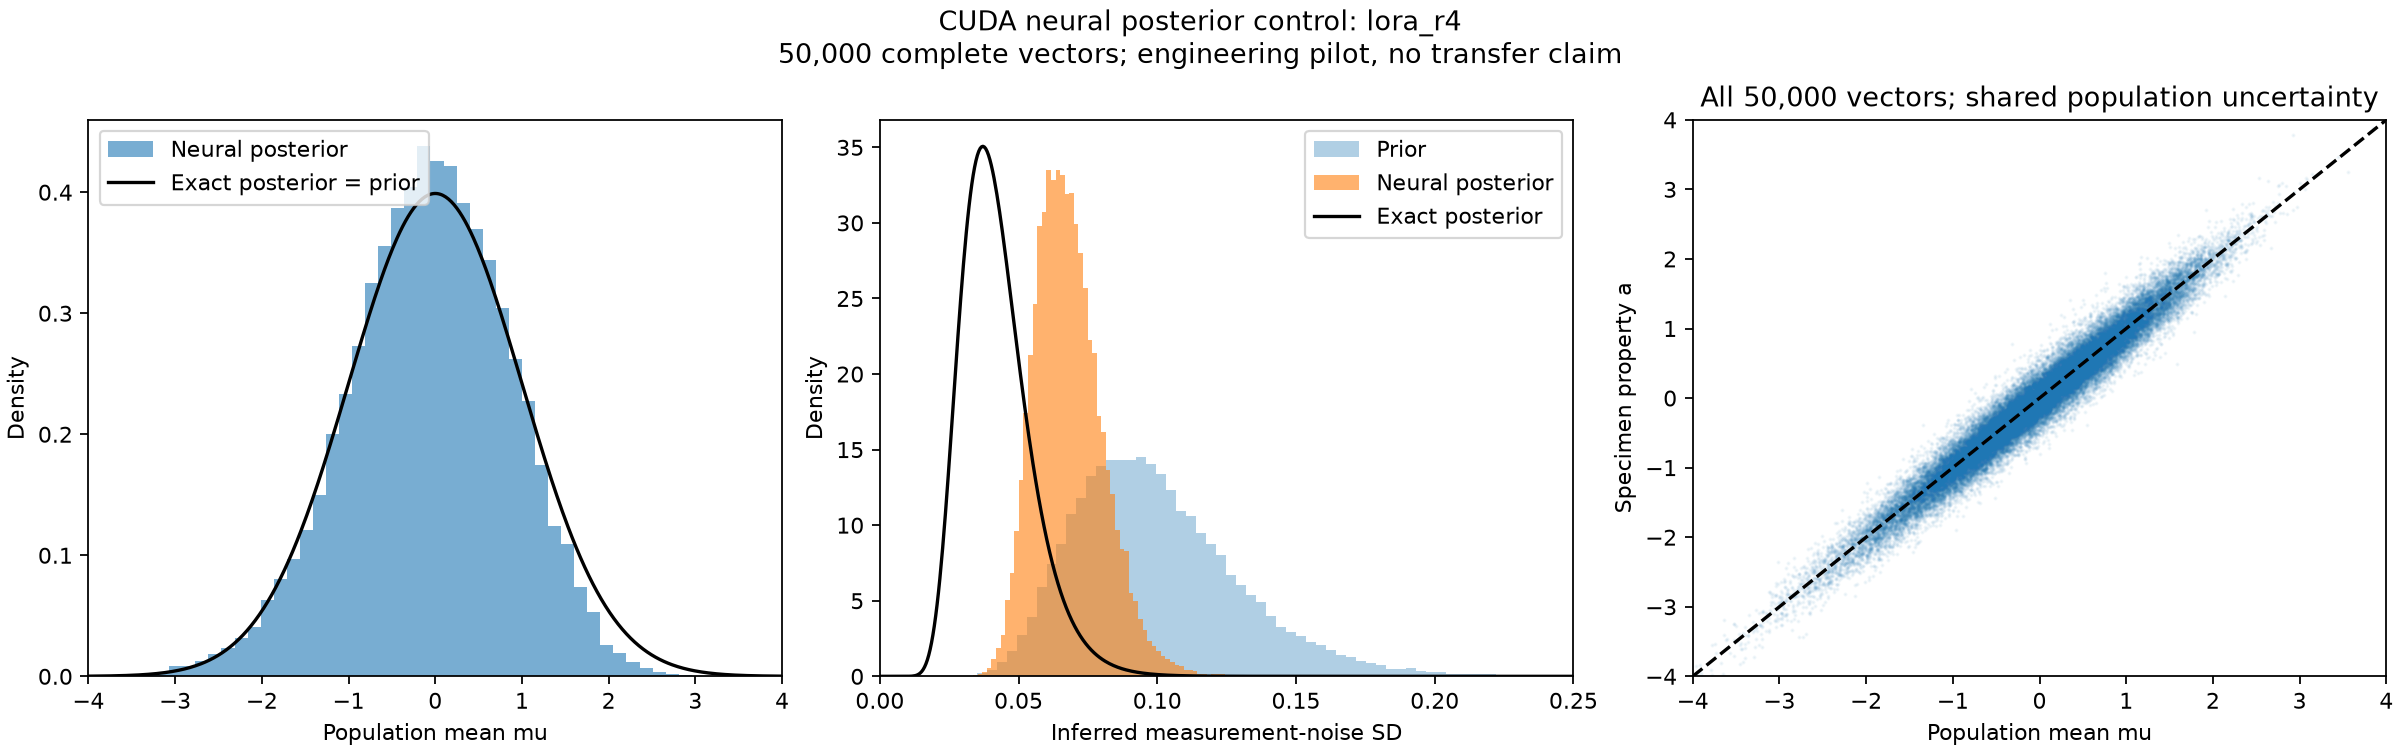 CUDA neural posterior control: lora_r4
50,000 complete vectors; engineering pilot, no transfer claim
Neural posterior
Exact posterior = prior
0.4
0.3
0.2
0.1
0.0
Density
−4 −3 −2 −1 0 1 2 3 4
Population mean mu
Prior
Neural posterior
Exact posterior
35
30
25
20
15
10
5
0
Density
0.00 0.05 0.10 0.15 0.20 0.25
Inferred measurement-noise SD
All 50,000 vectors; shared population uncertainty
4
3
2
1
0
−1
−2
−3
−4
Specimen property a
−4 −3 −2 −1 0 1 2 3 4
Population mean mu